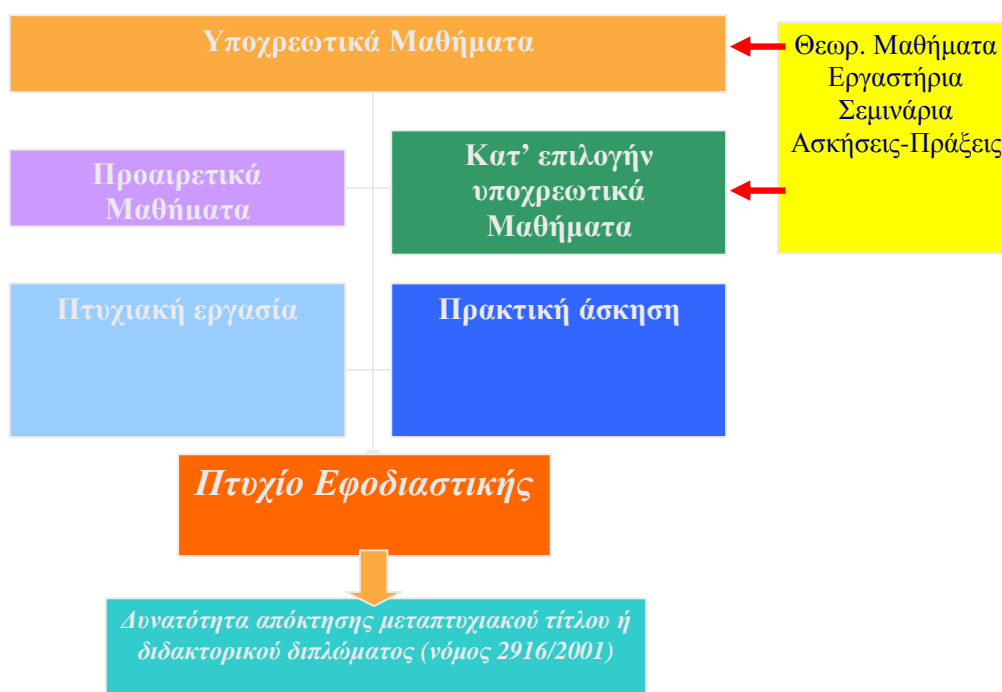 Υποχρεωτικά Μαθήματα
Θεωρ. Μαθήματα
Εργαστήρια
Σεμινάρια
Ασκήσεις-Πράξεις
Προαιρετικά
Μαθήματα
Κατ’ επιλογήν
υποχρεωτικά
Μαθήματα
Πτυχιακή εργασία
Πρακτική άσκηση
Πτυχίο Εφοδιαστικής
Δυνατότητα απόκτησης μεταπτυχιακού τίτλου ή
διδακτορικού διπλώματος (νόμος 2916/2001)